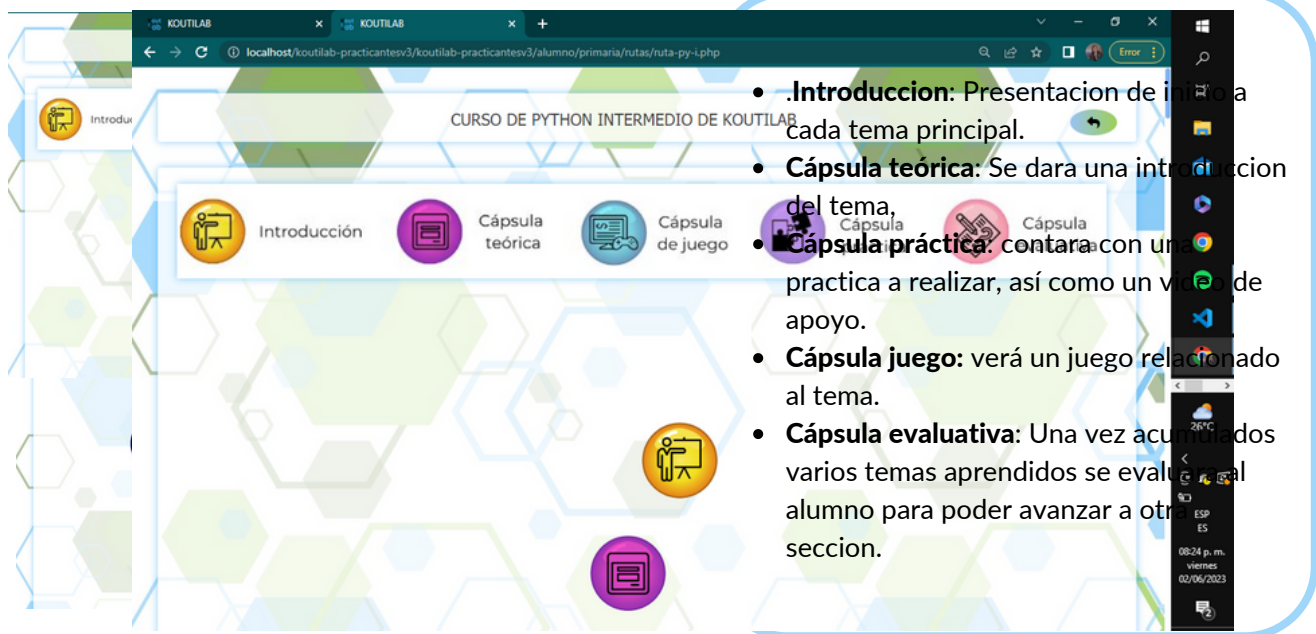 KOUTILAB
KOUTILAB
localhost/koutilab-practicantesv3/koutilab-practicantesv3/alumno/primaria/rutas/ruta-py-i.php
Error
CURSO DE PYTHON INTERMEDIO DE KOUTILAB
Introdu
Introducción
Cápsula
teórica
Cápsula
de juego
Cápsula
Cápsula
• .Introduccion: Presentacion de inicio a
cada tema principal.
• Cápsula teórica: Se dara una introduccion
del tema,
• Cápsula práctica: contara con una
practica a realizar, así como un video de
apoyo.
• Cápsula juego: verá un juego relacionado
al tema.
• Cápsula evaluativa: Una vez acumulados
varios temas aprendidos se evaluara al
alumno para poder avanzar a otra
seccion.
26°C
ESP
ES
08:24 p. m.
viernes
02/06/2023
2